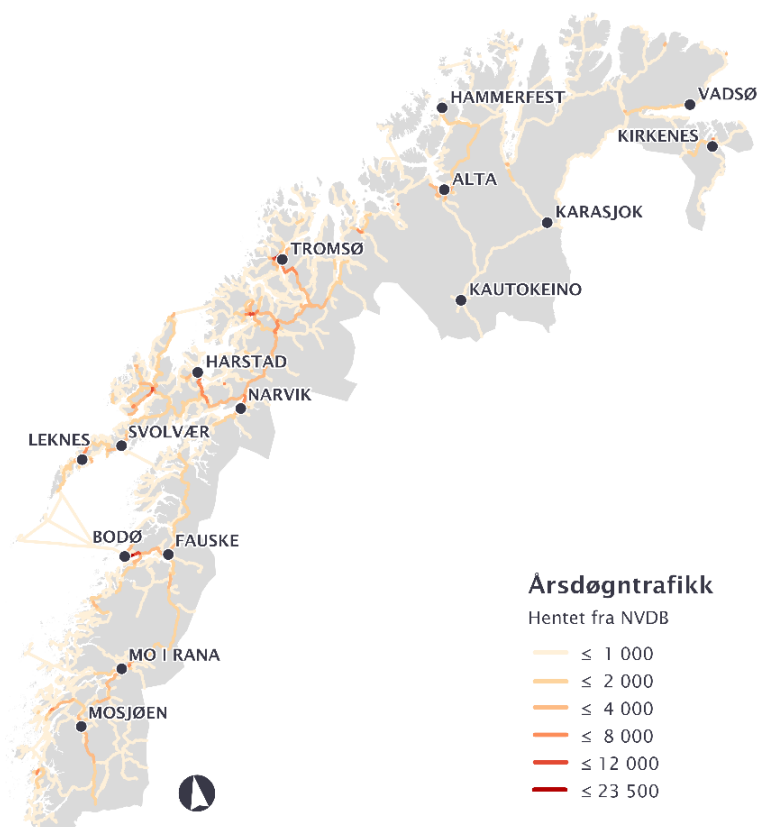 HAMMERFEST
VADSØ
KIRKENES
ALTA
KARASJOK
TROMSØ
KAUTOKEINO
HARSTAD
NARVIK
SVOLVÆR
LEKNES
BODØ
FAUSKE
MO I RANA
MOSJØEN
Årsdøgntrafikk
Hentet fra NVDB
≤ 1 000
≤ 2 000
≤ 4 000
≤ 8 000
≤ 12 000
≤ 23 500